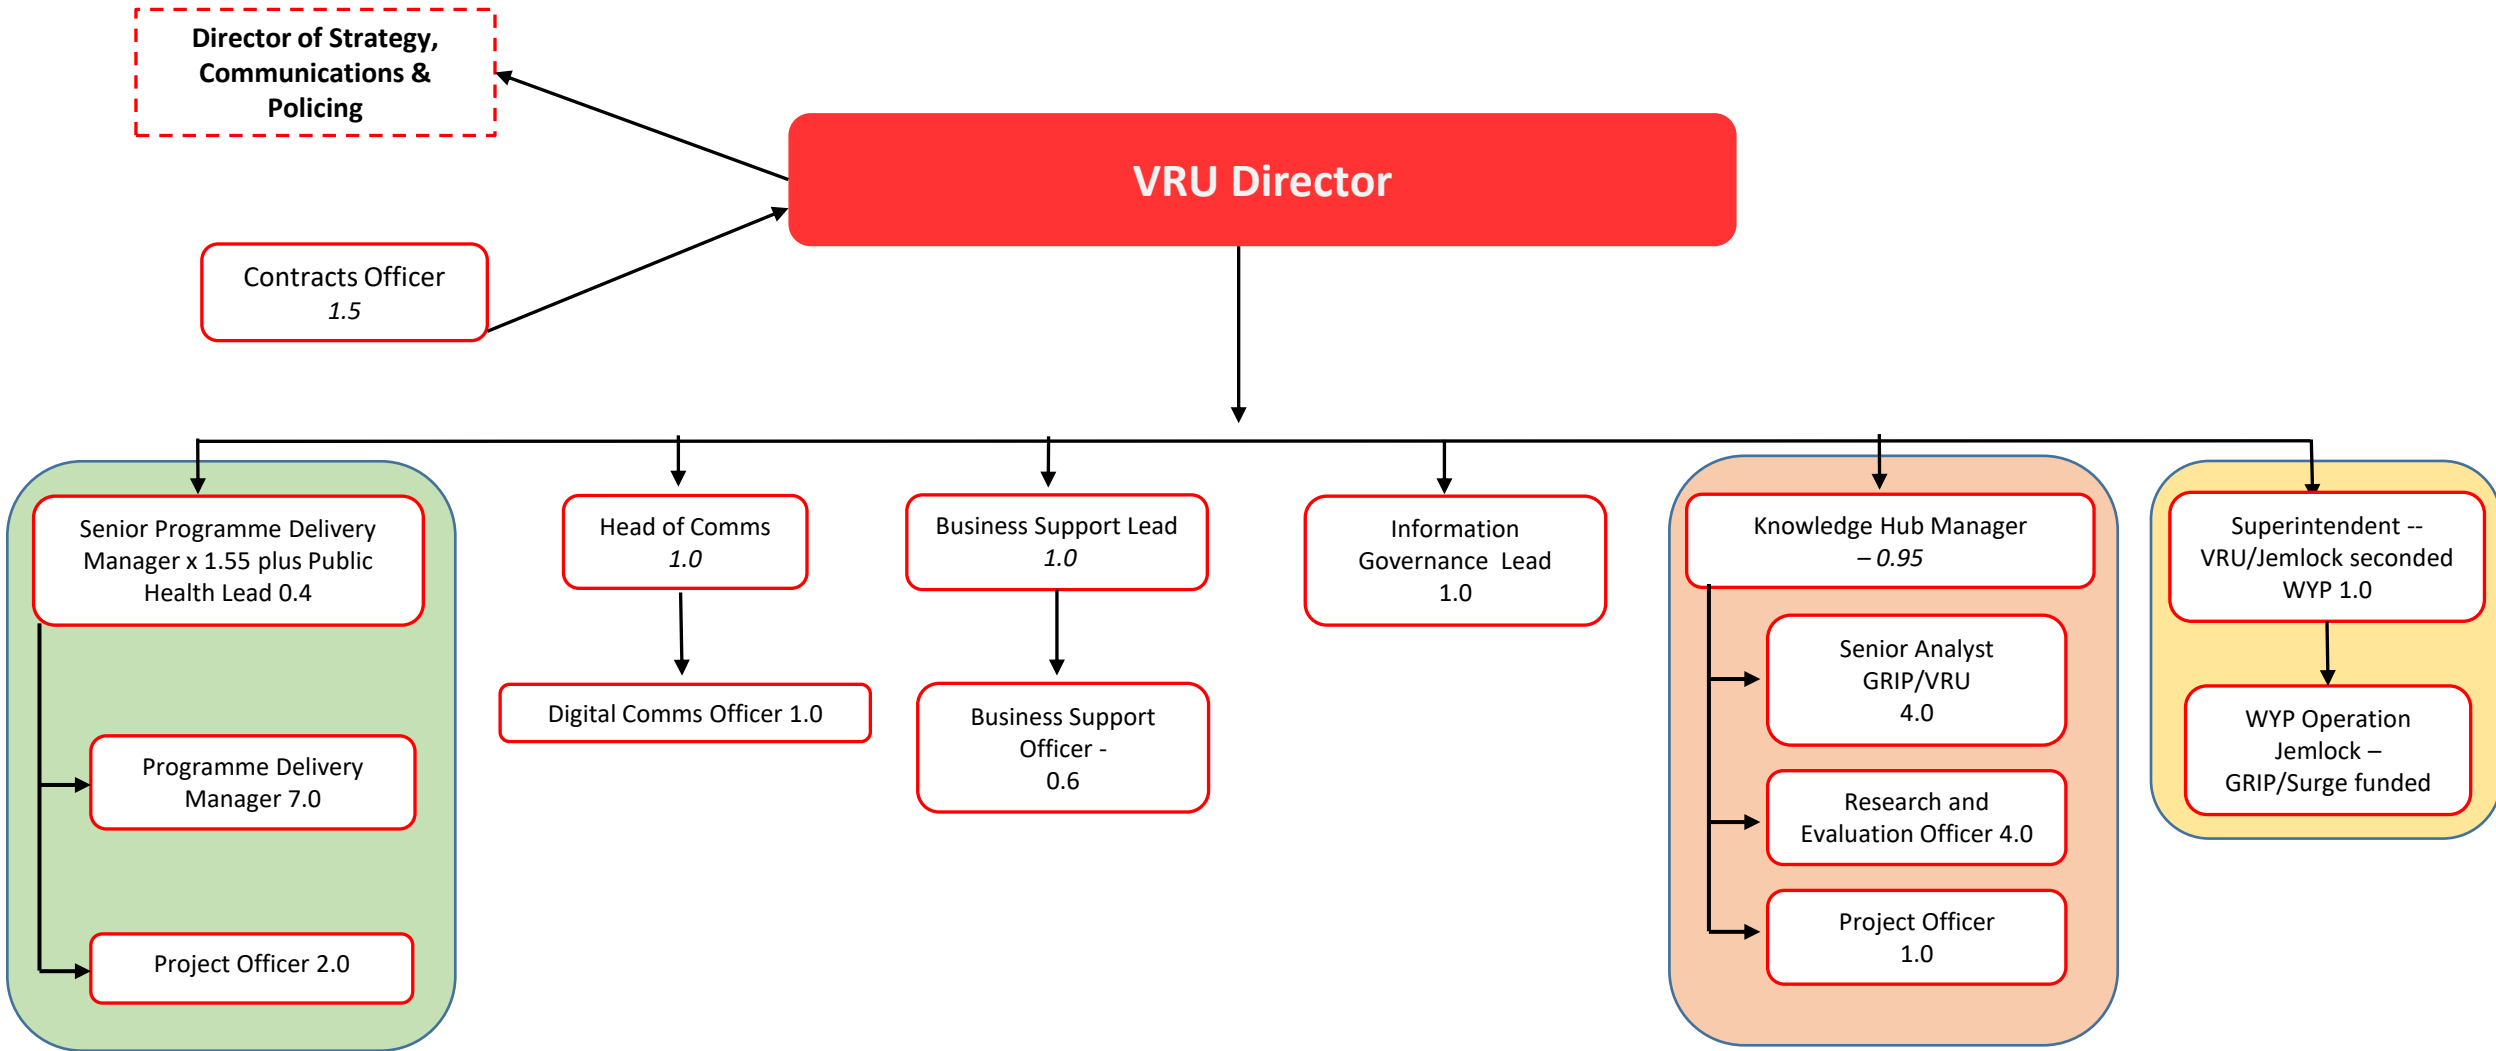 Director of Strategy,
Communications &
Policing
VRU Director
Contracts Officer
1.5
Senior Programme Delivery
Manager x 1.55 plus Public
Health Lead 0.4
Programme Delivery
Manager 7.0
Project Officer 2.0
Head of Comms
1.0
Digital Comms Officer 1.0
Business Support Lead
1.0
Business Support
Officer -
0.6
Information
Governance  Lead
1.0
Knowledge Hub Manager
– 0.95
Senior Analyst
GRIP/VRU
4.0
Research and
Evaluation Officer 4.0
Project Officer
1.0
Superintendent --
VRU/Jemlock seconded
WYP 1.0
WYP Operation
Jemlock –
GRIP/Surge funded